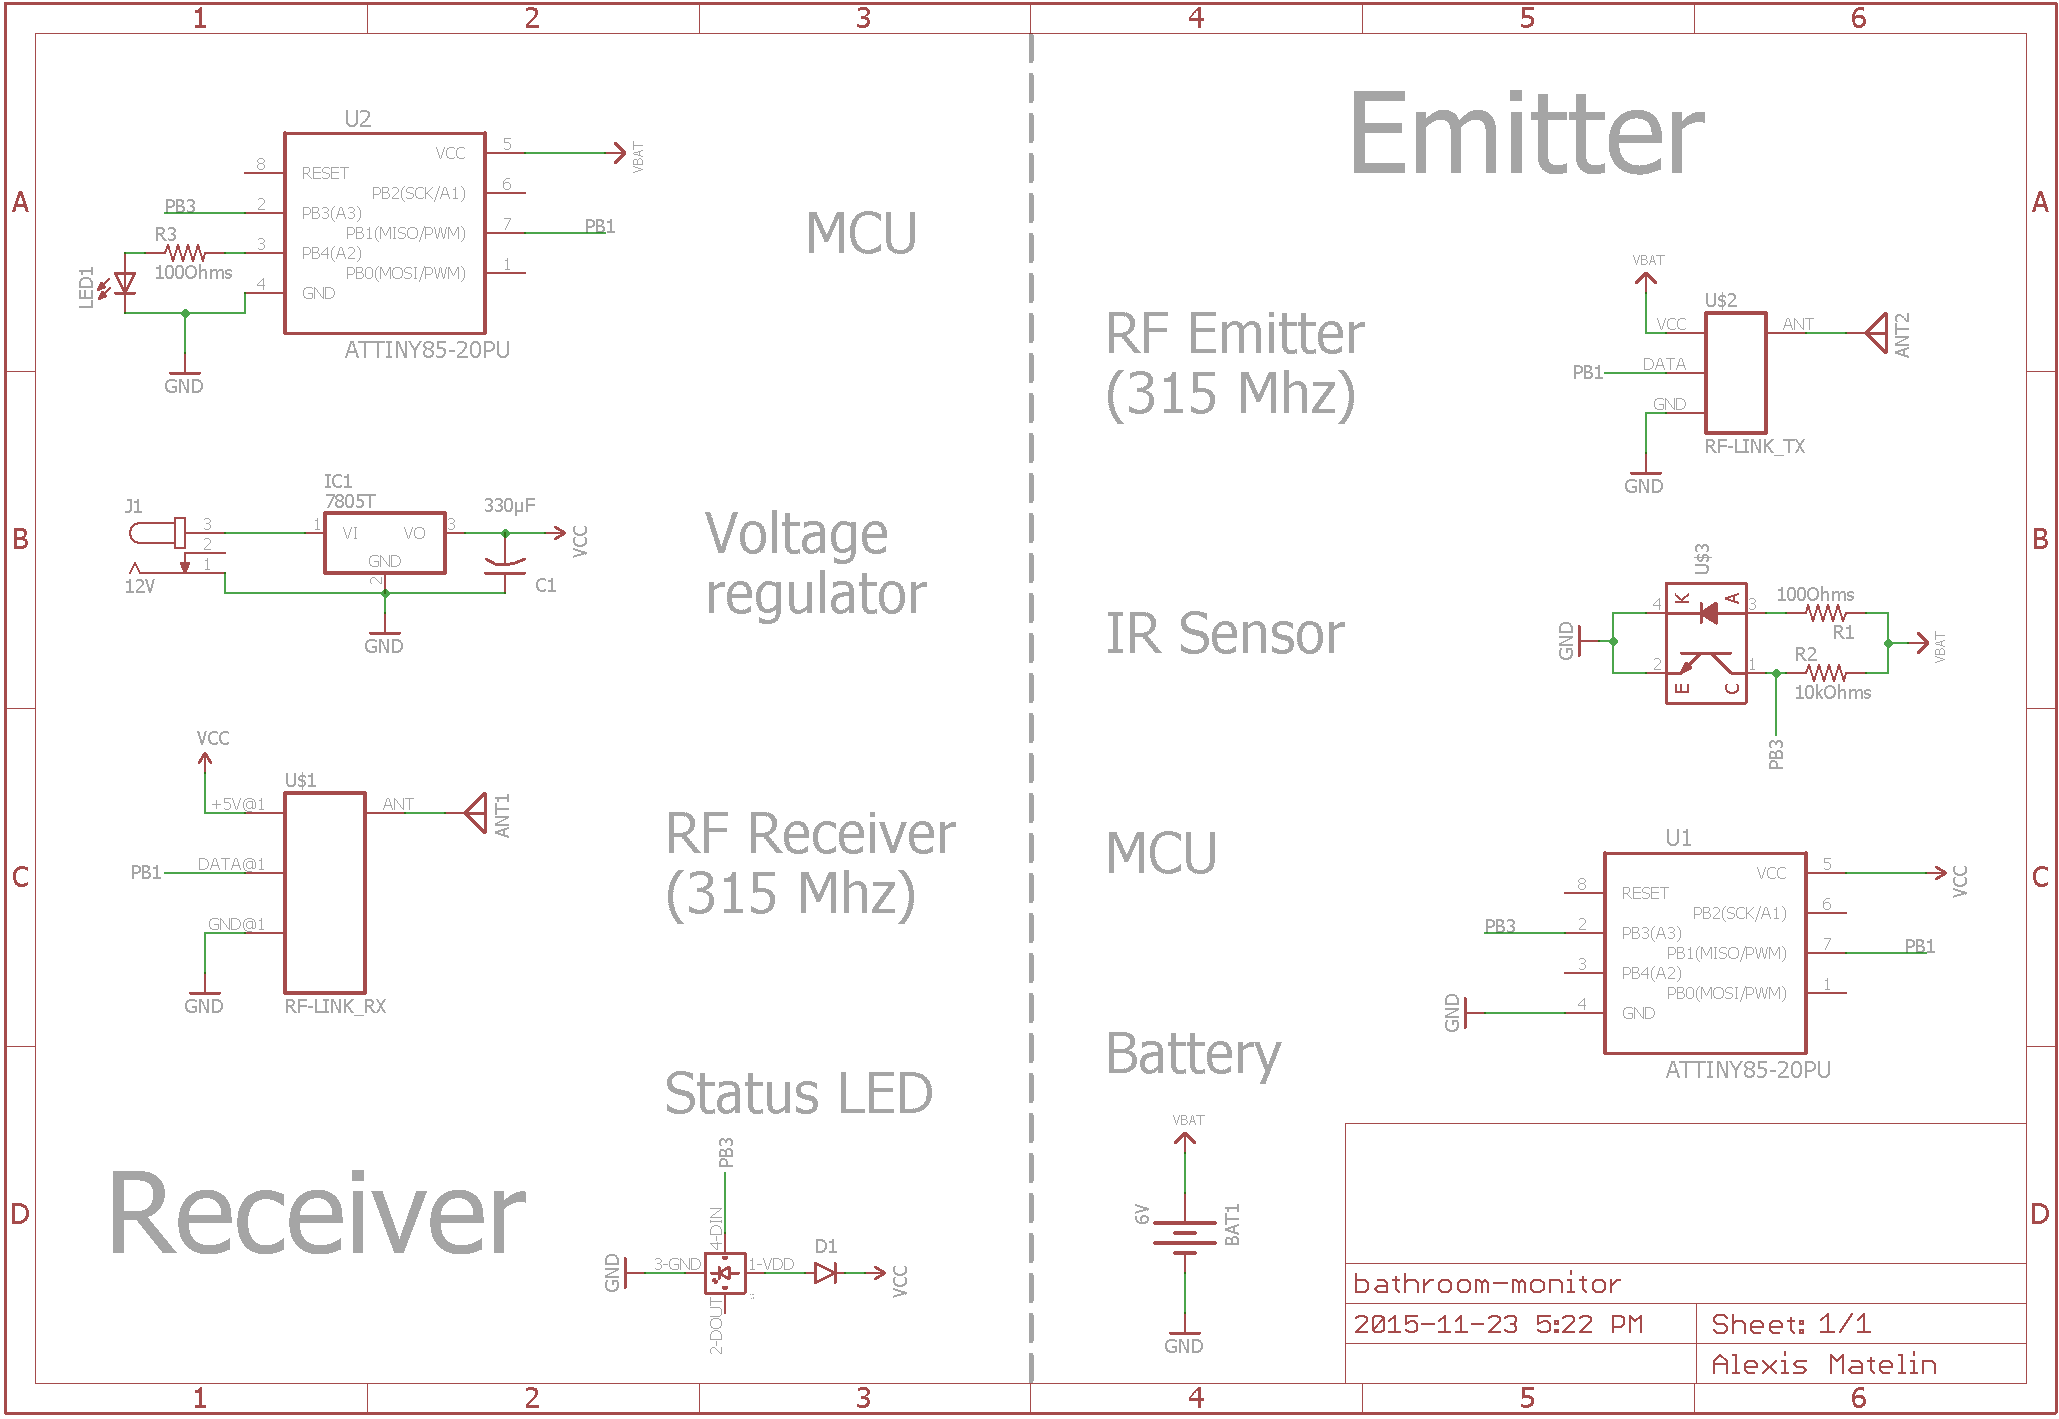 1 2 3 4 5 6
A
B
C
D
A
B
C
D
Receiver
MCU
U2
8 RESET
PB3 2 PB3(A3)
R3
100Ohms
3 PB4(A2)
4 GND
VCC 5 VBAT
PB2(SCK/A1) 6
PB1(MISO/PWM) 7 PB1
PB0(MOSI/PWM) 1
LED1
GND
ATTINY85-20PU
Voltage
regulator
J1
3
2
1
12V
IC1
7805T
1 VI VO 3
GND
2
330µF
C1
VCC
GND
RF Receiver
(315 Mhz)
VCC
U$1
+5V@1 ANT
ANT1
PB1 DATA@1
GND@1
GND
RF-LINK_RX
Status LED
PB3
4-DIN
GND 3-GND 1-VDD D1 VCC
2-DOUT
Emitter
RF Emitter
(315 Mhz)
VBAT
U$2
VCC ANT
ANT2
PB1 DATA
GND
GND
RF-LINK_TX
IR Sensor
U$3
4 K A 3
2 E C 1
100Ohms
R1
R2
10kOhms
GND
VBAT
PB3
MCU
U1
8 RESET
PB3 2 PB3(A3)
3 PB4(A2)
GND 4 GND
VCC 5 VCC
PB2(SCK/A1) 6
PB1(MISO/PWM) 7 PB1
PB0(MOSI/PWM) 1
ATTINY85-20PU
Battery
VBAT
6V
BAT1
GND
bathroom-monitor
2015-11-23 5:22 PM Sheet: 1/1
Alexis Matelin
1 2 3 4 5 6